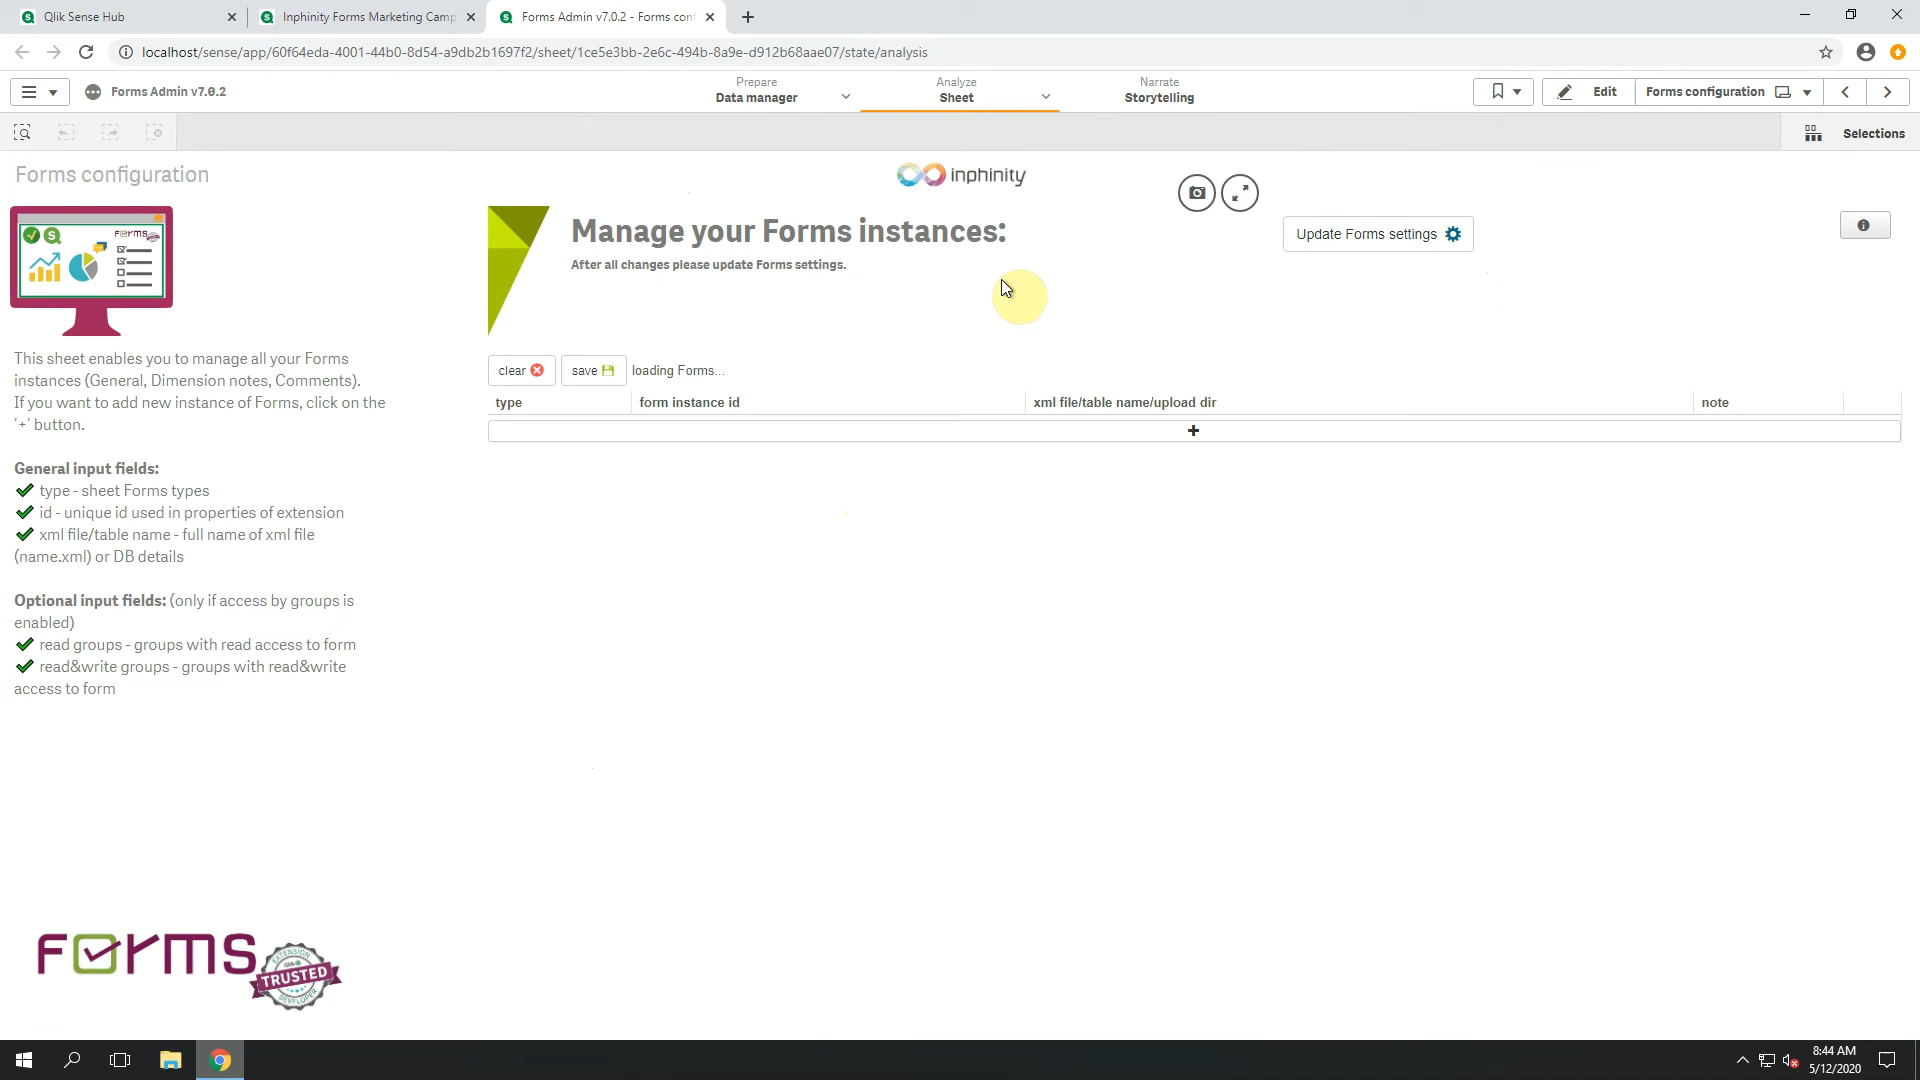 Qlik Sense Hub
Inphinity Forms Marketing Camp
Forms Admin v7.0.2 - Forms con
localhost/sense/app/60f64eda-4001-44b0-8d54-a9db2b1697f2/sheet/1ce5e3bb-2e6c-494b-8a9e-d912b68aae07/state/analysis
Forms Admin v7.0.2
Prepare
Data manager
Analyze
Sheet
Narrate
Storytelling
Edit
Forms configuration
Selections
Forms configuration
inphinity
FORMS
Manage your Forms instances:
After all changes please update Forms settings.
Update Forms settings
This sheet enables you to manage all your Forms
instances (General, Dimension notes, Comments).
If you want to add new instance of Forms, click on the
'+' button.
General input fields:
type - sheet Forms types
id - unique id used in properties of extension
xml file/table name - full name of xml file
(name.xml) or DB details
Optional input fields: (only if access by groups is
enabled)
read groups - groups with read access to form
read&write groups - groups with read&write
access to form
clear
save
loading Forms...
type
form instance id
xml file/table name/upload dir
note
+
FORMS
EXTENSION
TRUSTED
DEVELOPER
8:44 AM
5/12/2020